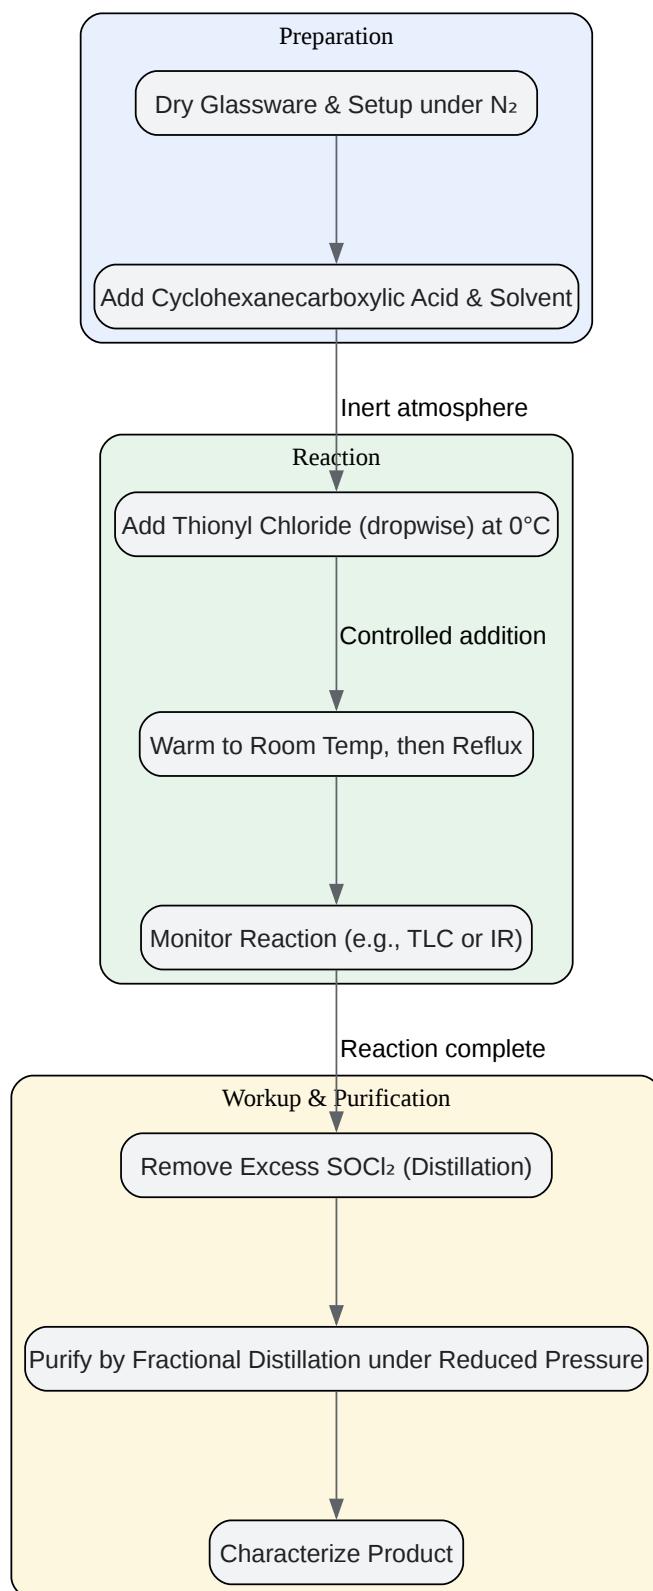 Preparation
Dry Glassware & Setup under N₂
Add Cyclohexanecarboxylic Acid & Solvent
Inert atmosphere
Reaction
Add Thionyl Chloride (dropwise) at 0°C
Controlled addition
Warm to Room Temp, then Reflux
Monitor Reaction (e.g., TLC or IR)
Reaction complete
Workup & Purification
Remove Excess SOCl₂ (Distillation)
Purify by Fractional Distillation under Reduced Pressure
Characterize Product